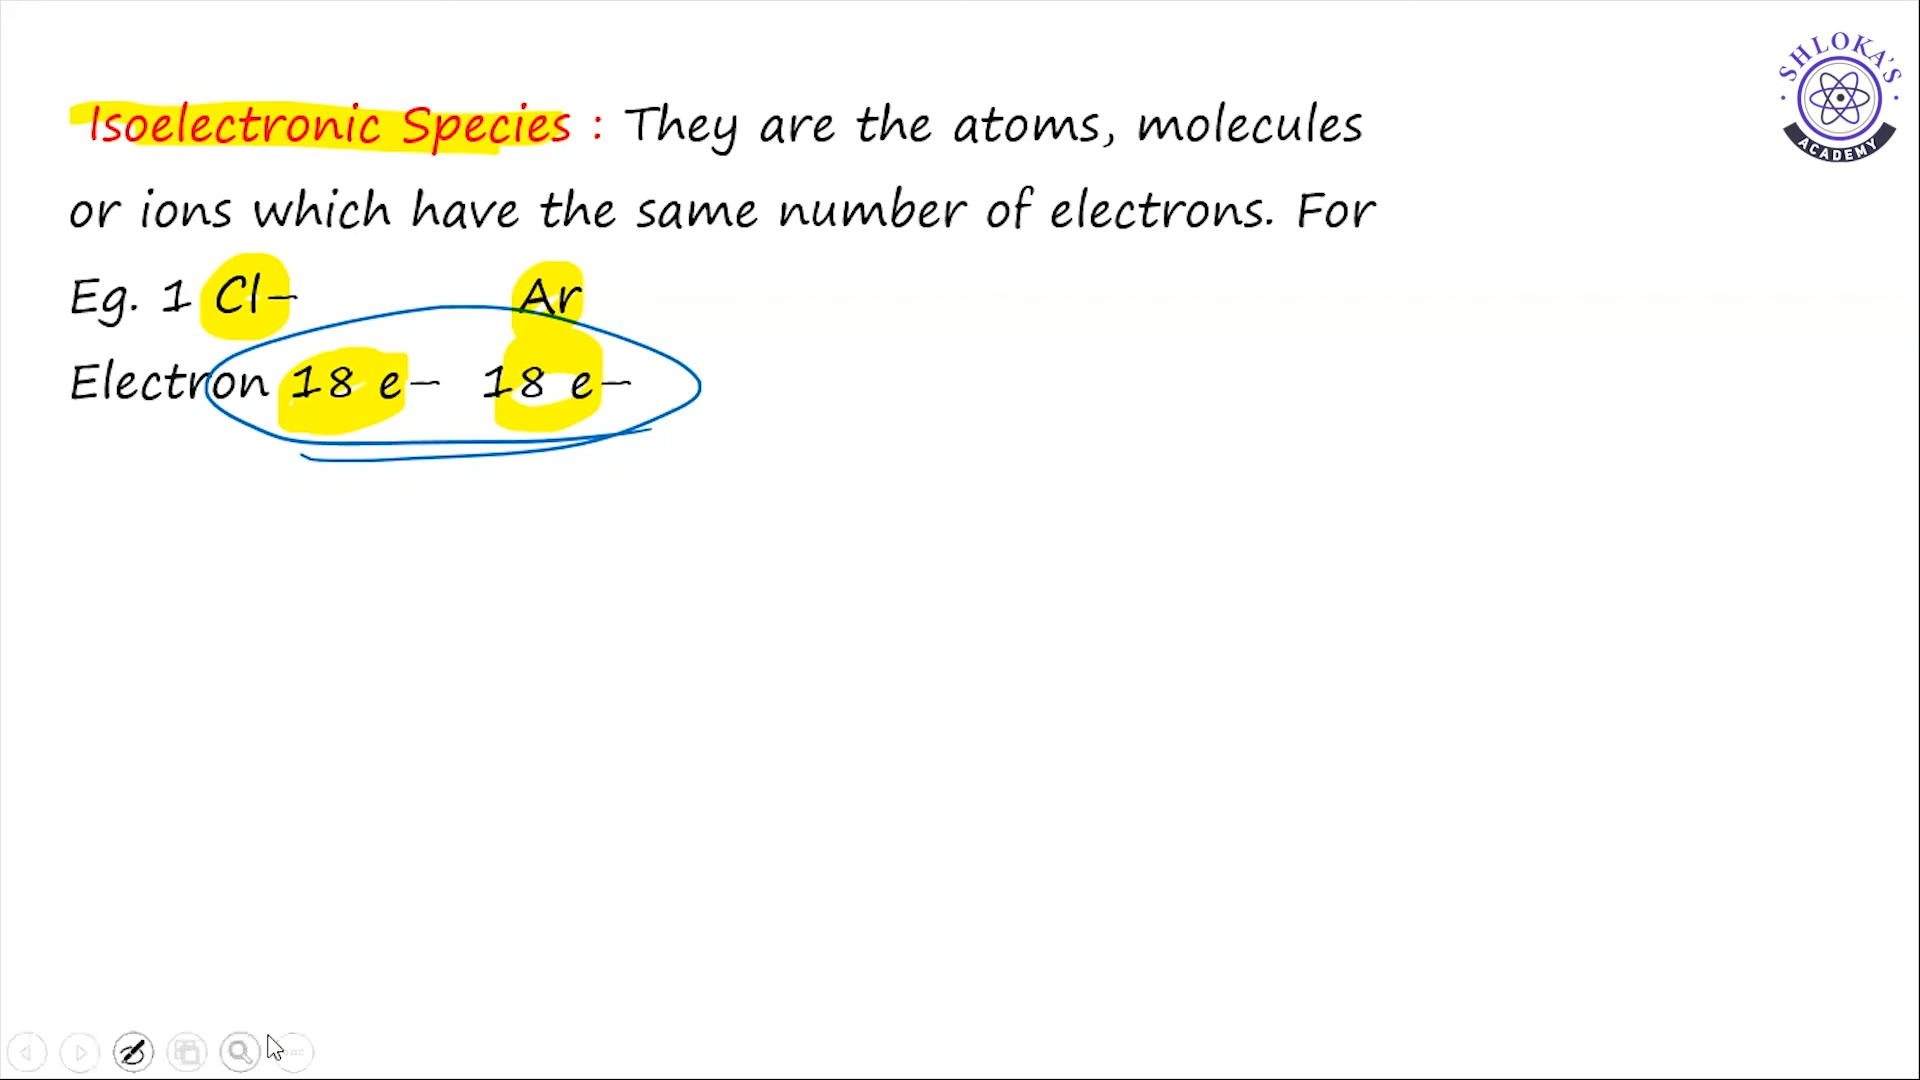 SHLOKA'S
ACADEMY
Isoelectronic Species : They are the atoms, molecules
or ions which have the same number of electrons. For
Eg. 1 Cl– Ar
Electron 18 e– 18 e–